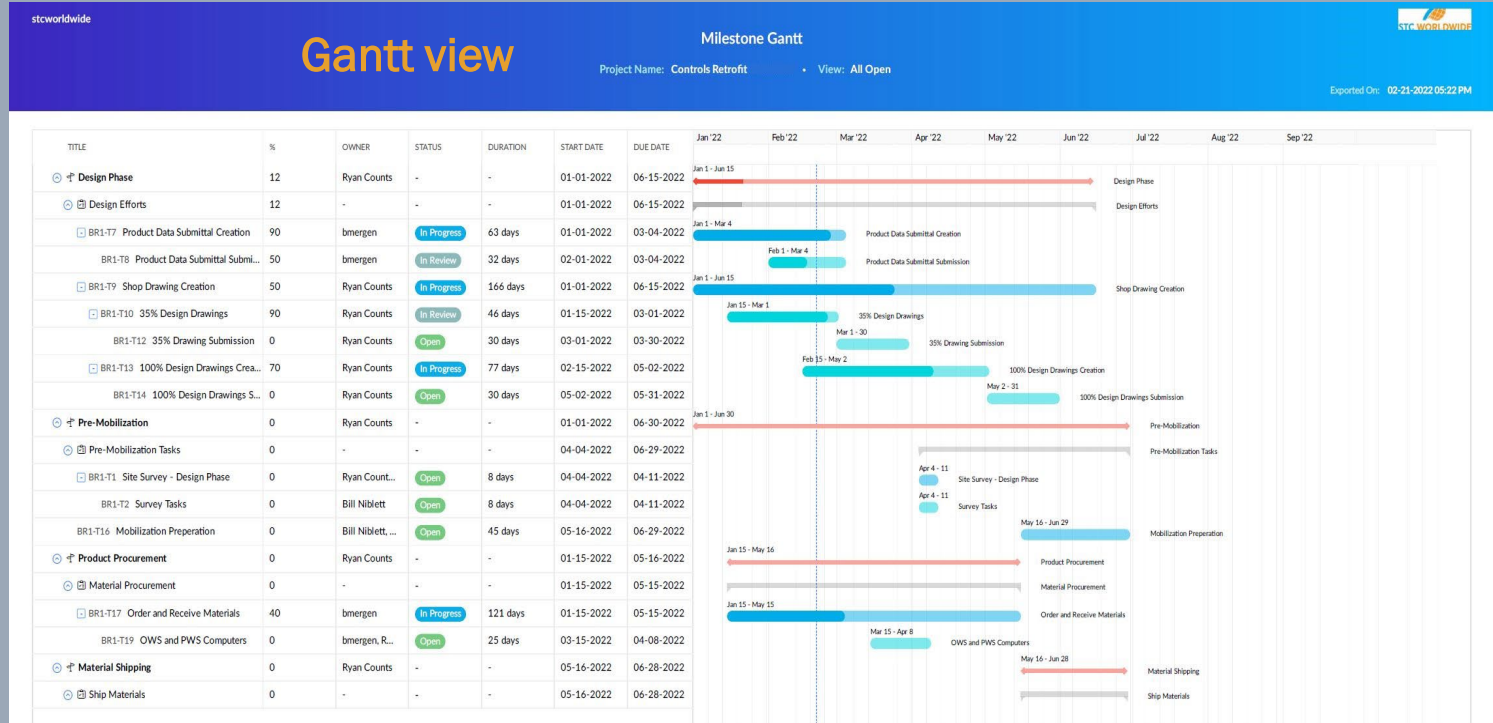 stcworldwide
STC WORLDWIDE
Gantt view
Milestone Gantt
Project Name: Controls Retrofit • View: All Open
Exported On: 02-21-2022 05:22 PM
TITLE % OWNER STATUS DURATION START DATE DUE DATE Jan '22 Feb '22 Mar '22 Apr '22 May '22 Jun '22 Jul '22 Aug '22 Sep '22
Jan 1 - Jun 15
Design Phase 12 Ryan Counts - - 01-01-2022 06-15-2022 Design Phase
Design Efforts 12 - - - 01-01-2022 06-15-2022 Design Efforts
Jan 1 - Mar 4
BR1-T7 Product Data Submittal Creation 90 bmergen In Progress 63 days 01-01-2022 03-04-2022 Product Data Submittal Creation
Feb 1 - Mar 4
BR1-T8 Product Data Submittal Submi... 50 bmergen In Review 32 days 02-01-2022 03-04-2022 Product Data Submittal Submission
Jan 1 - Jun 15
BR1-T9 Shop Drawing Creation 50 Ryan Counts In Progress 166 days 01-01-2022 06-15-2022 Shop Drawing Creation
Jan 15 - Mar 1
BR1-T10 35% Design Drawings 90 Ryan Counts In Review 46 days 01-15-2022 03-01-2022 35% Design Drawings
Mar 1 - 30
BR1-T12 35% Drawing Submission 0 Ryan Counts Open 30 days 03-01-2022 03-30-2022 35% Drawing Submission
Feb 15 - May 2
BR1-T13 100% Design Drawings Crea... 70 Ryan Counts In Progress 77 days 02-15-2022 05-02-2022 100% Design Drawings Creation
May 2 - 31
BR1-T14 100% Design Drawings S... 0 Ryan Counts Open 30 days 05-02-2022 05-31-2022 100% Design Drawings Submission
Jan 1 - Jun 30
Pre-Mobilization 0 Ryan Counts - - 01-01-2022 06-30-2022 Pre-Mobilization
Pre-Mobilization Tasks 0 - - - 04-04-2022 06-29-2022 Pre-Mobilization Tasks
Apr 4 - 11
BR1-T1 Site Survey - Design Phase 0 Ryan Count... Open 8 days 04-04-2022 04-11-2022 Site Survey - Design Phase
Apr 4 - 11
BR1-T2 Survey Tasks 0 Bill Niblett Open 8 days 04-04-2022 04-11-2022 Survey Tasks
May 16 - Jun 29
BR1-T16 Mobilization Preperation 0 Bill Niblett, ... Open 45 days 05-16-2022 06-29-2022 Mobilization Preperation
Jan 15 - May 16
Product Procurement 0 Ryan Counts - - 01-15-2022 05-16-2022 Product Procurement
Material Procurement 0 - - - 01-15-2022 05-15-2022 Material Procurement
Jan 15 - May 15
BR1-T17 Order and Receive Materials 40 bmergen In Progress 121 days 01-15-2022 05-15-2022 Order and Receive Materials
Mar 15 - Apr 8
BR1-T19 OWS and PWS Computers 0 bmergen, R... Open 25 days 03-15-2022 04-08-2022 OWS and PWS Computers
May 16 - Jun 28
Material Shipping 0 Ryan Counts - - 05-16-2022 06-28-2022 Material Shipping
Ship Materials 0 - - - 05-16-2022 06-28-2022 Ship Materials